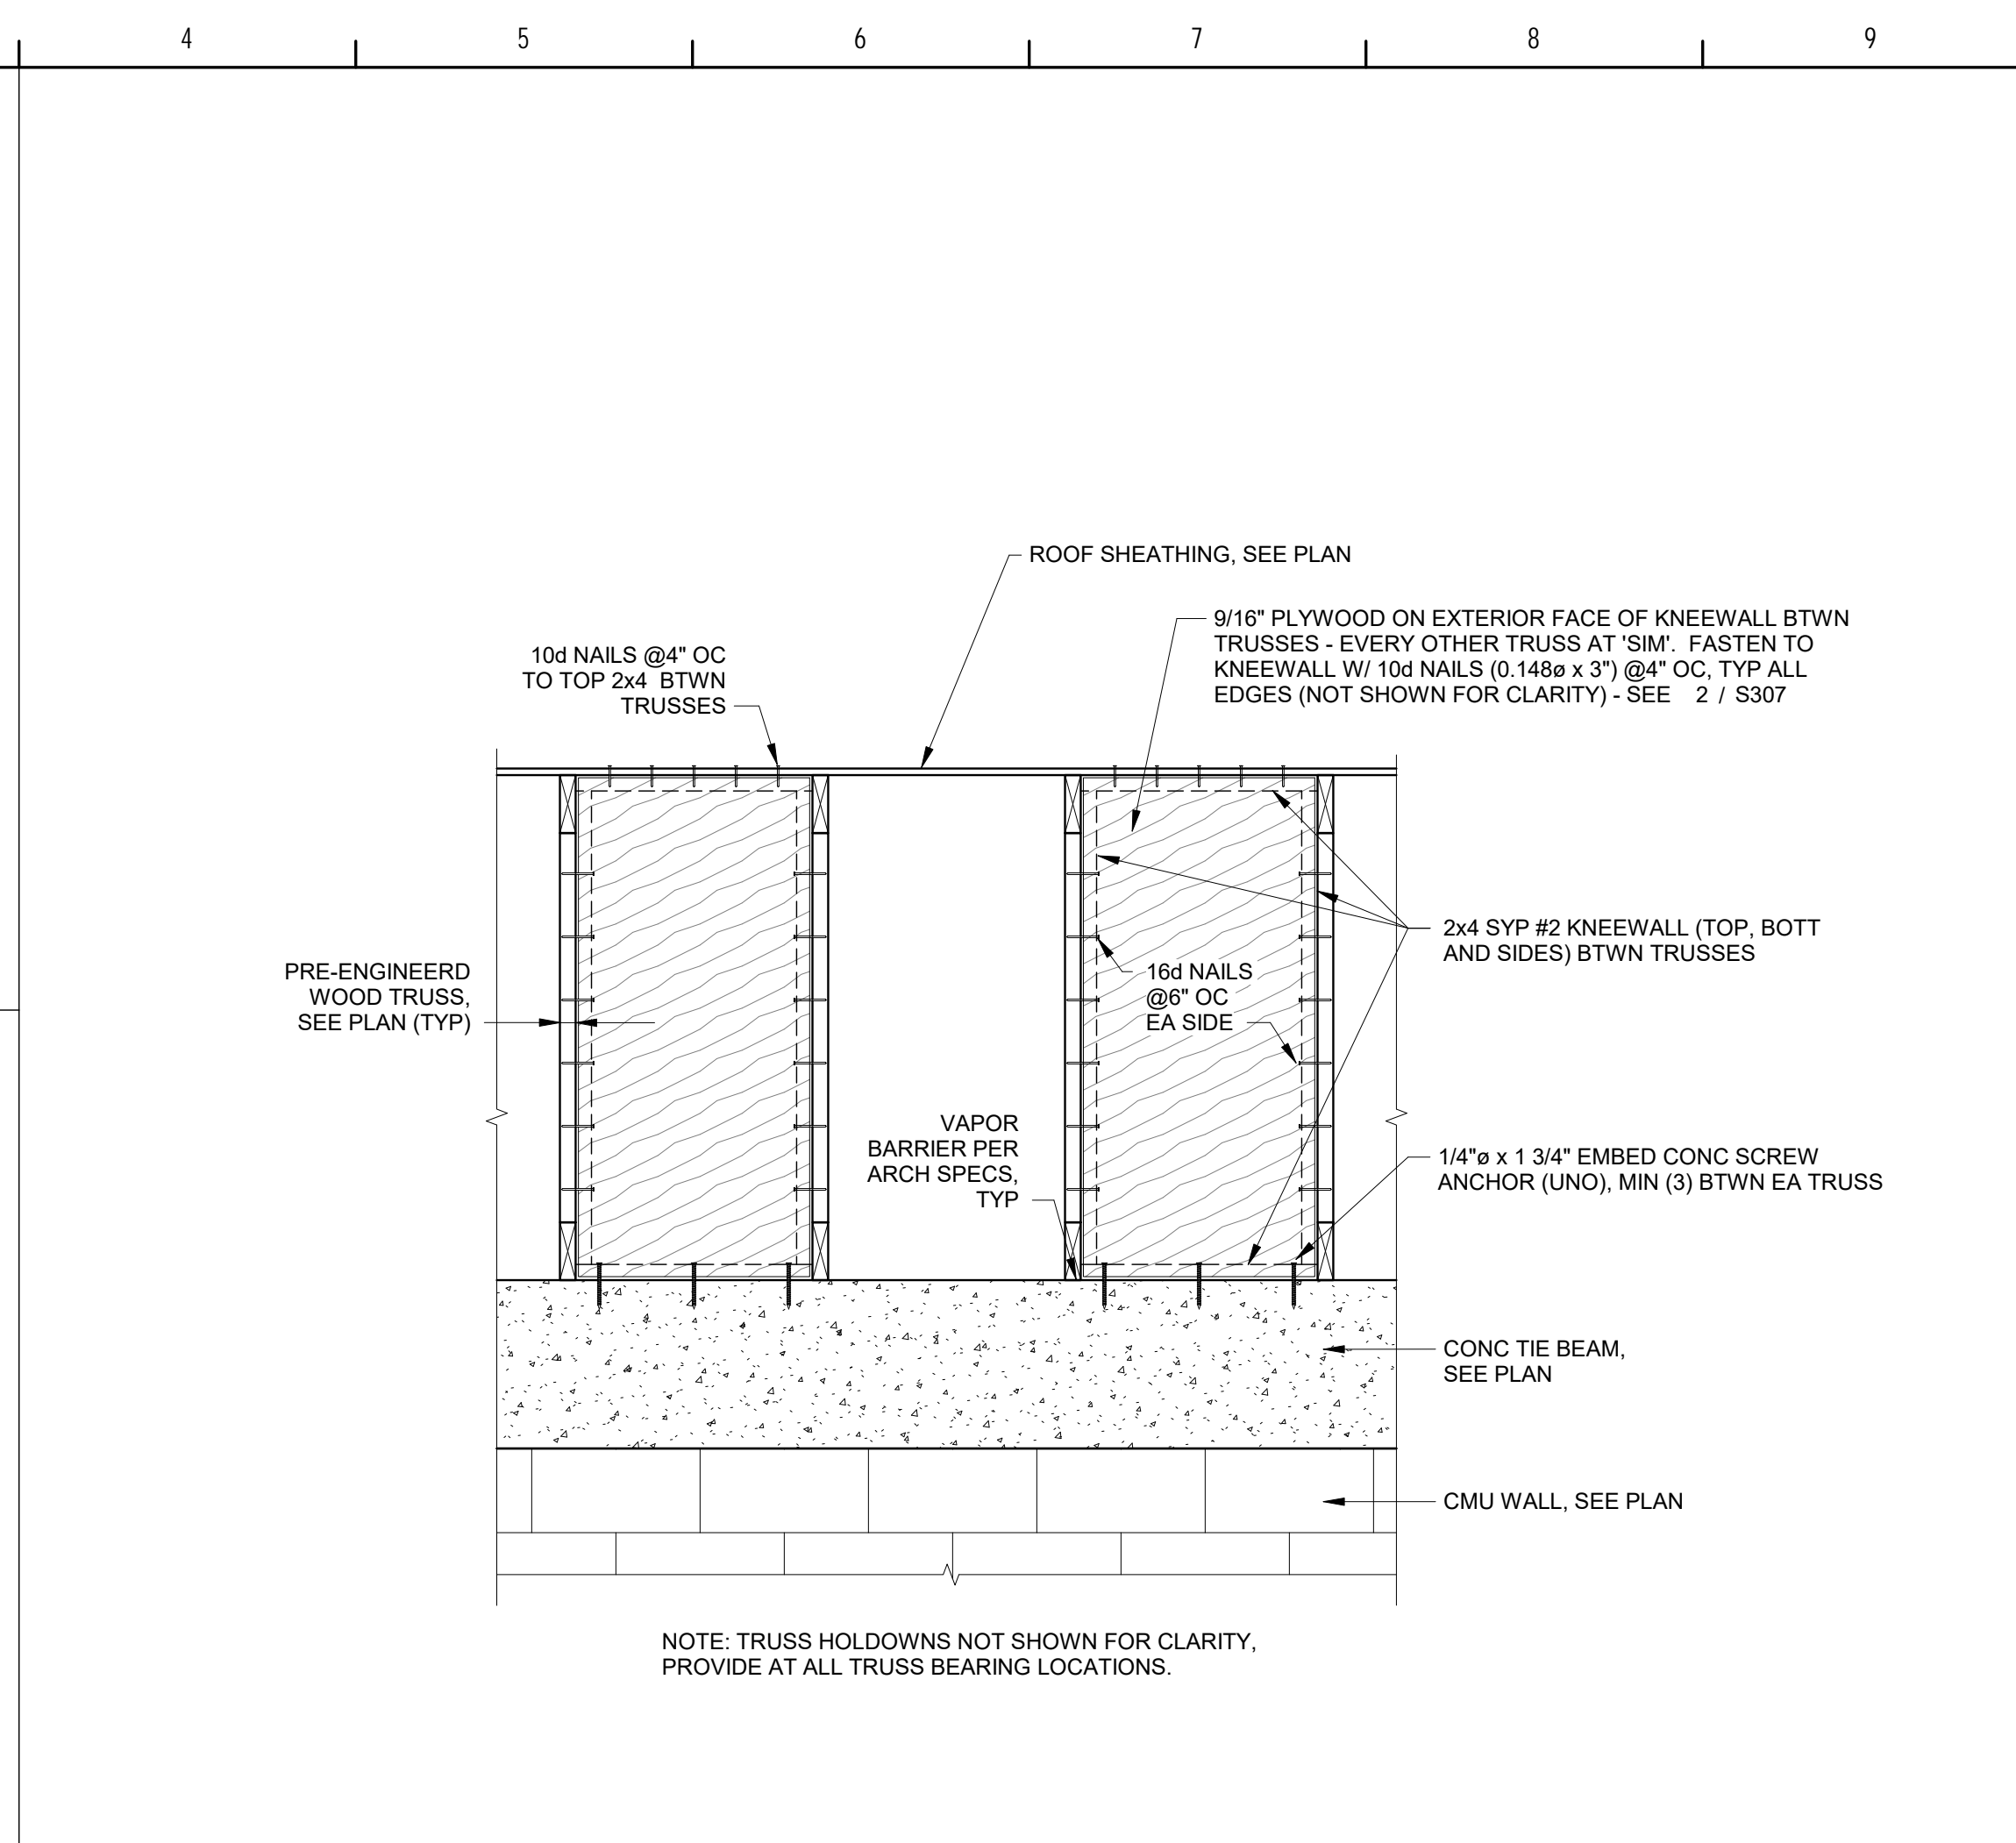 4 5 6 7 8 9
ROOF SHEATHING, SEE PLAN
9/16" PLYWOOD ON EXTERIOR FACE OF KNEEWALL BTWN
TRUSSES - EVERY OTHER TRUSS AT 'SIM'. FASTEN TO
KNEEWALL W/ 10d NAILS (0.148ø x 3") @4" OC, TYP ALL
EDGES (NOT SHOWN FOR CLARITY) - SEE 2 / S307
10d NAILS @4" OC
TO TOP 2x4 BTWN
TRUSSES
2x4 SYP #2 KNEEWALL (TOP, BOTT
AND SIDES) BTWN TRUSSES
PRE-ENGINEERD
WOOD TRUSS,
SEE PLAN (TYP)
16d NAILS
@6" OC
EA SIDE
VAPOR
BARRIER PER
ARCH SPECS,
TYP
1/4"ø x 1 3/4" EMBED CONC SCREW
ANCHOR (UNO), MIN (3) BTWN EA TRUSS
CONC TIE BEAM,
SEE PLAN
CMU WALL, SEE PLAN
NOTE: TRUSS HOLDOWNS NOT SHOWN FOR CLARITY,
PROVIDE AT ALL TRUSS BEARING LOCATIONS.